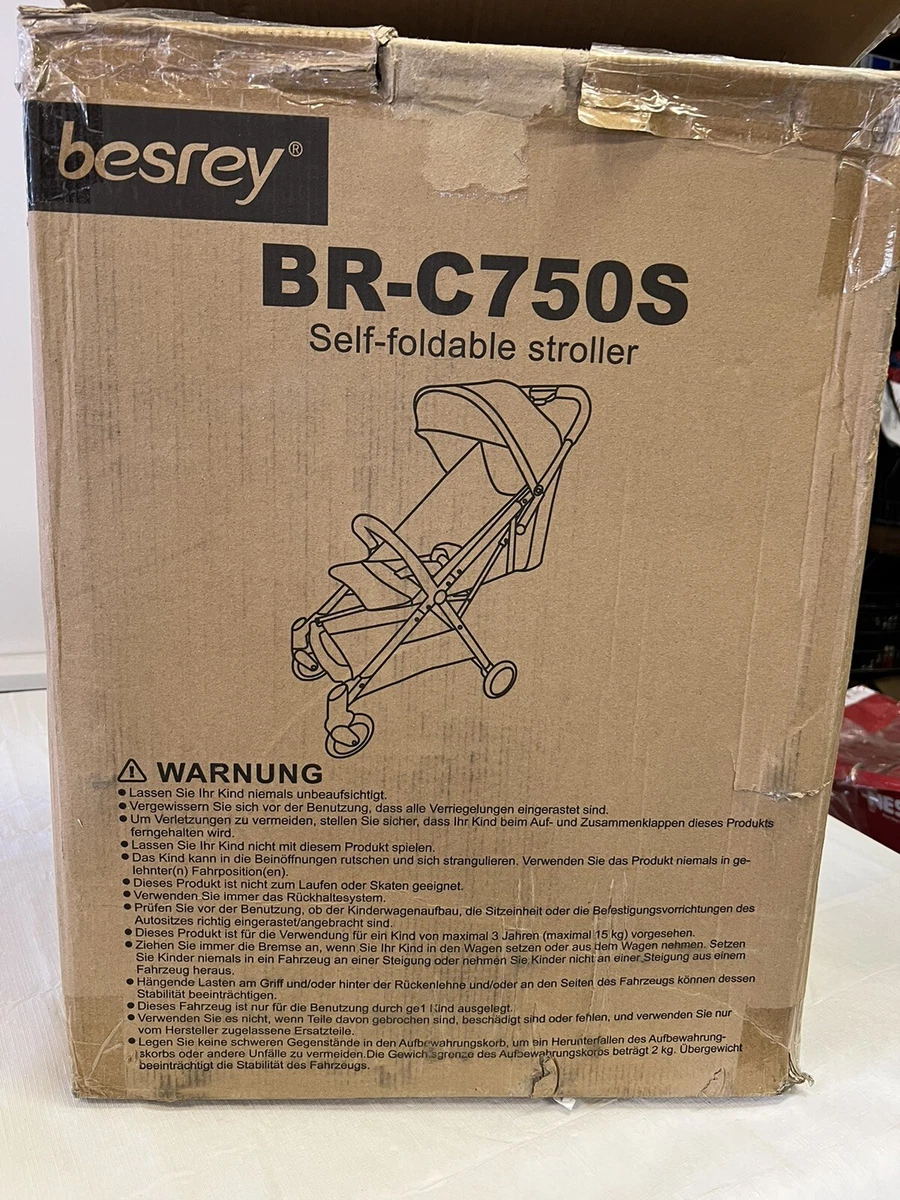 besrey®
BR-C750S
Self-foldable stroller
WARNUNG
● Lassen Sie Ihr Kind niemals unbeaufsichtigt.
● Vergewissern Sie sich vor der Benutzung, dass alle Verriegelungen eingerastet sind.
● Um Verletzungen zu vermeiden, stellen Sie sicher, dass Ihr Kind beim Auf- und Zusammenklappen dieses Produkts
ferngehalten wird.
● Lassen Sie Ihr Kind nicht mit diesem Produkt spielen.
● Das Kind kann in die Beinöffnungen rutschen und sich strangulieren. Verwenden Sie das Produkt niemals in ge-
lehnter(n) Fahrposition(en).
● Dieses Produkt ist nicht zum Laufen oder Skaten geeignet.
● Verwenden Sie immer das Rückhaltesystem.
● Prüfen Sie vor der Benutzung, ob der Kinderwagenaufbau, die Sitzeinheit oder die Befestigungsvorrichtungen des
Autositzes richtig eingerastet/angebracht sind.
● Dieses Produkt ist für die Verwendung für ein Kind von maximal 3 Jahren (maximal 15 kg) vorgesehen.
● Ziehen Sie immer die Bremse an, wenn Sie Ihr Kind in den Wagen setzen oder aus dem Wagen nehmen. Setzen
Sie Kinder niemals in ein Fahrzeug an einer Steigung oder nehmen Sie Kinder nicht an einer Steigung aus einem
Fahrzeug heraus.
● Hängende Lasten am Griff und/oder hinter der Rückenlehne und/oder an den Seiten des Fahrzeugs können dessen
Stabilität beeinträchtigen.
● Dieses Fahrzeug ist nur für die Benutzung durch ge1 Kind ausgelegt.
● Verwenden Sie es nicht, wenn Teile davon gebrochen sind, beschädigt sind oder fehlen, und verwenden Sie nur
vom Hersteller zugelassene Ersatzteile.
● Legen Sie keine schweren Gegenstände in den Aufbewahrungskorb, um ein Herunterfallen des Aufbewahrung-
skorbs oder andere Unfälle zu vermeiden.Die Gewichtsgrenze des Aufbewahrungskorbs beträgt 2 kg. Übergewicht
beeinträchtigt die Stabilität des Fahrzeugs.